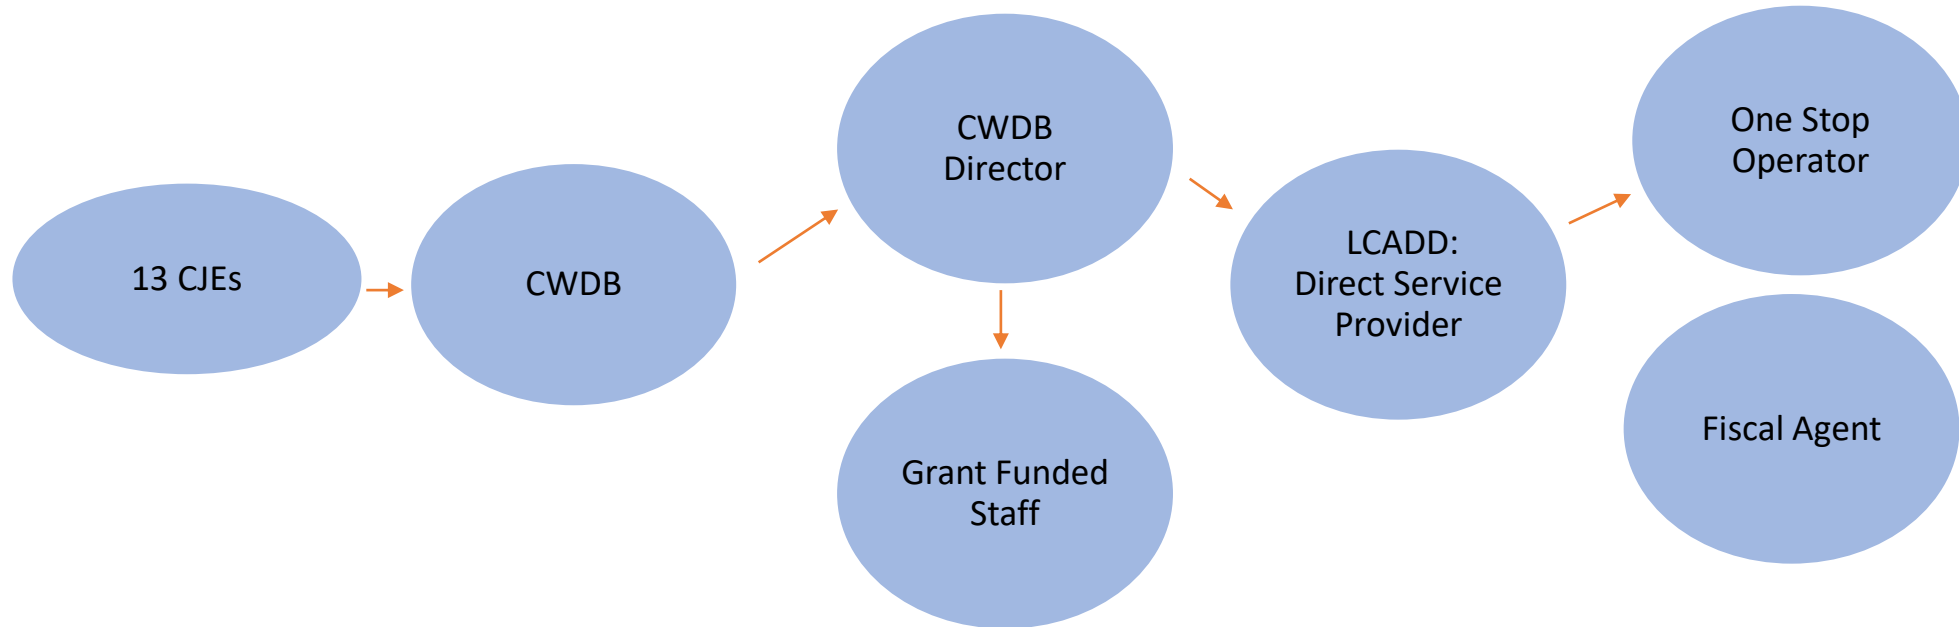 13 CJEs
CWDB
CWDB
Director
Grant Funded
Staff
LCADD:
Direct Service
Provider
One Stop
Operator
Fiscal Agent